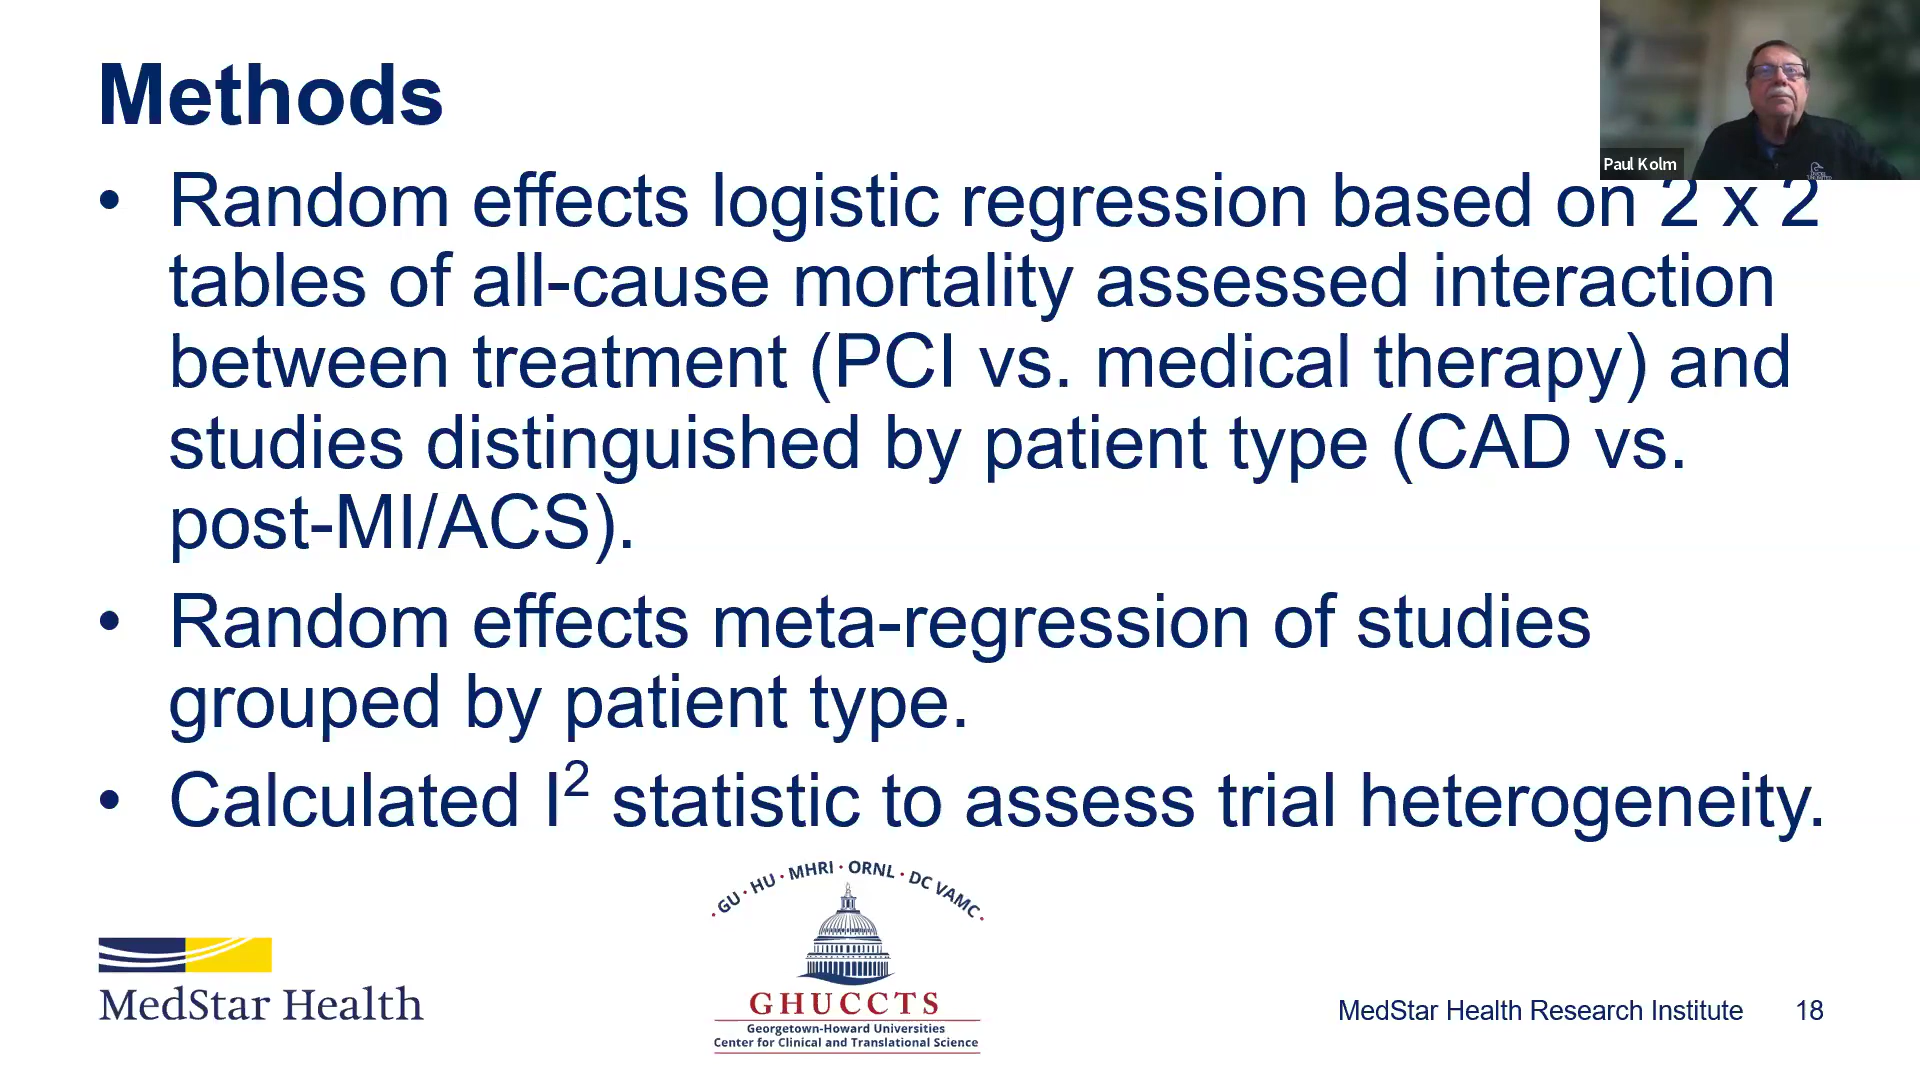 Methods
Paul Kolm
• Random effects logistic regression based on 2 x 2
tables of all-cause mortality assessed interaction
between treatment (PCI vs. medical therapy) and
studies distinguished by patient type (CAD vs.
post-MI/ACS).
• Random effects meta-regression of studies
grouped by patient type.
• Calculated I² statistic to assess trial heterogeneity.
· GU · HU · MHRI · ORNL · DC VAMC ·
MedStar Health
GHUCCTS
Georgetown-Howard Universities
Center for Clinical and Translational Science
MedStar Health Research Institute 18